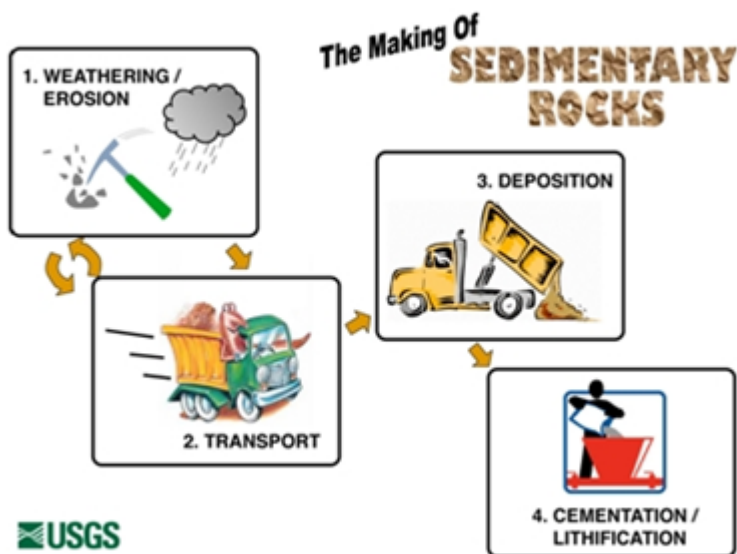 The Making Of
SEDIMENTARY
ROCKS
1. WEATHERING /
EROSION
2. TRANSPORT
3. DEPOSITION
4. CEMENTATION /
LITHIFICATION
USGS